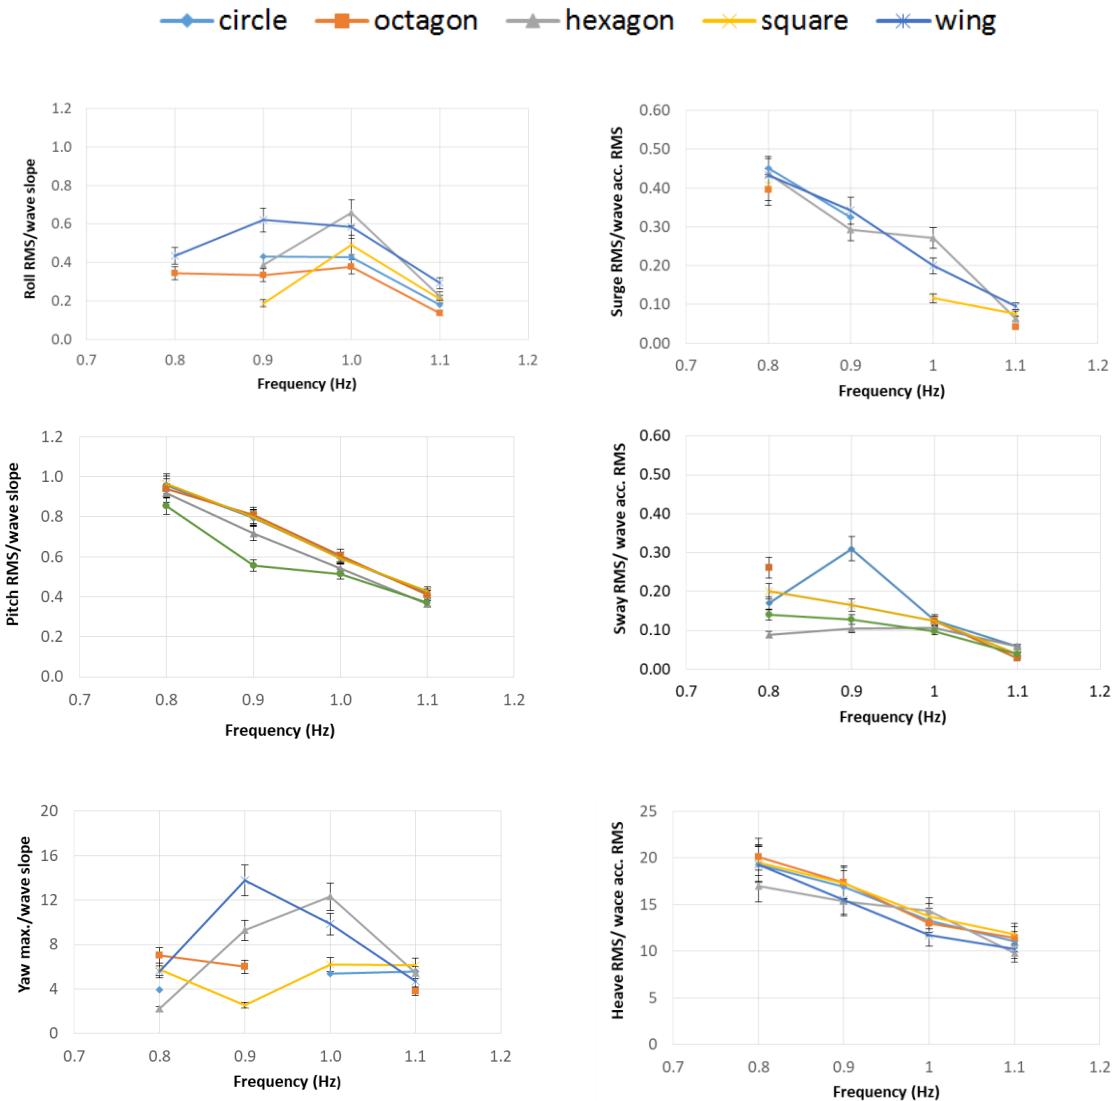 circle octagon hexagon square wing
Roll RMS/wave slope
1.2
1.0
0.8
0.6
0.4
0.2
0.0
0.7 0.8 0.9 1.0 1.1 1.2
Frequency (Hz)
Surge RMS/wave acc. RMS
0.60
0.50
0.40
0.30
0.20
0.10
0.00
0.7 0.8 0.9 1 1.1 1.2
Frequency (Hz)
Pitch RMS/wave slope
1.2
1.0
0.8
0.6
0.4
0.2
0.0
0.7 0.8 0.9 1.0 1.1 1.2
Frequency (Hz)
Sway RMS/ wave acc. RMS
0.60
0.50
0.40
0.30
0.20
0.10
0.00
0.7 0.8 0.9 1 1.1 1.2
Frequency (Hz)
Yaw max./wave slope
20
16
12
8
4
0
0.7 0.8 0.9 1.0 1.1 1.2
Frequency (Hz)
Heave RMS/ wace acc. RMS
25
20
15
10
5
0
0.7 0.8 0.9 1 1.1 1.2
Frequency (Hz)